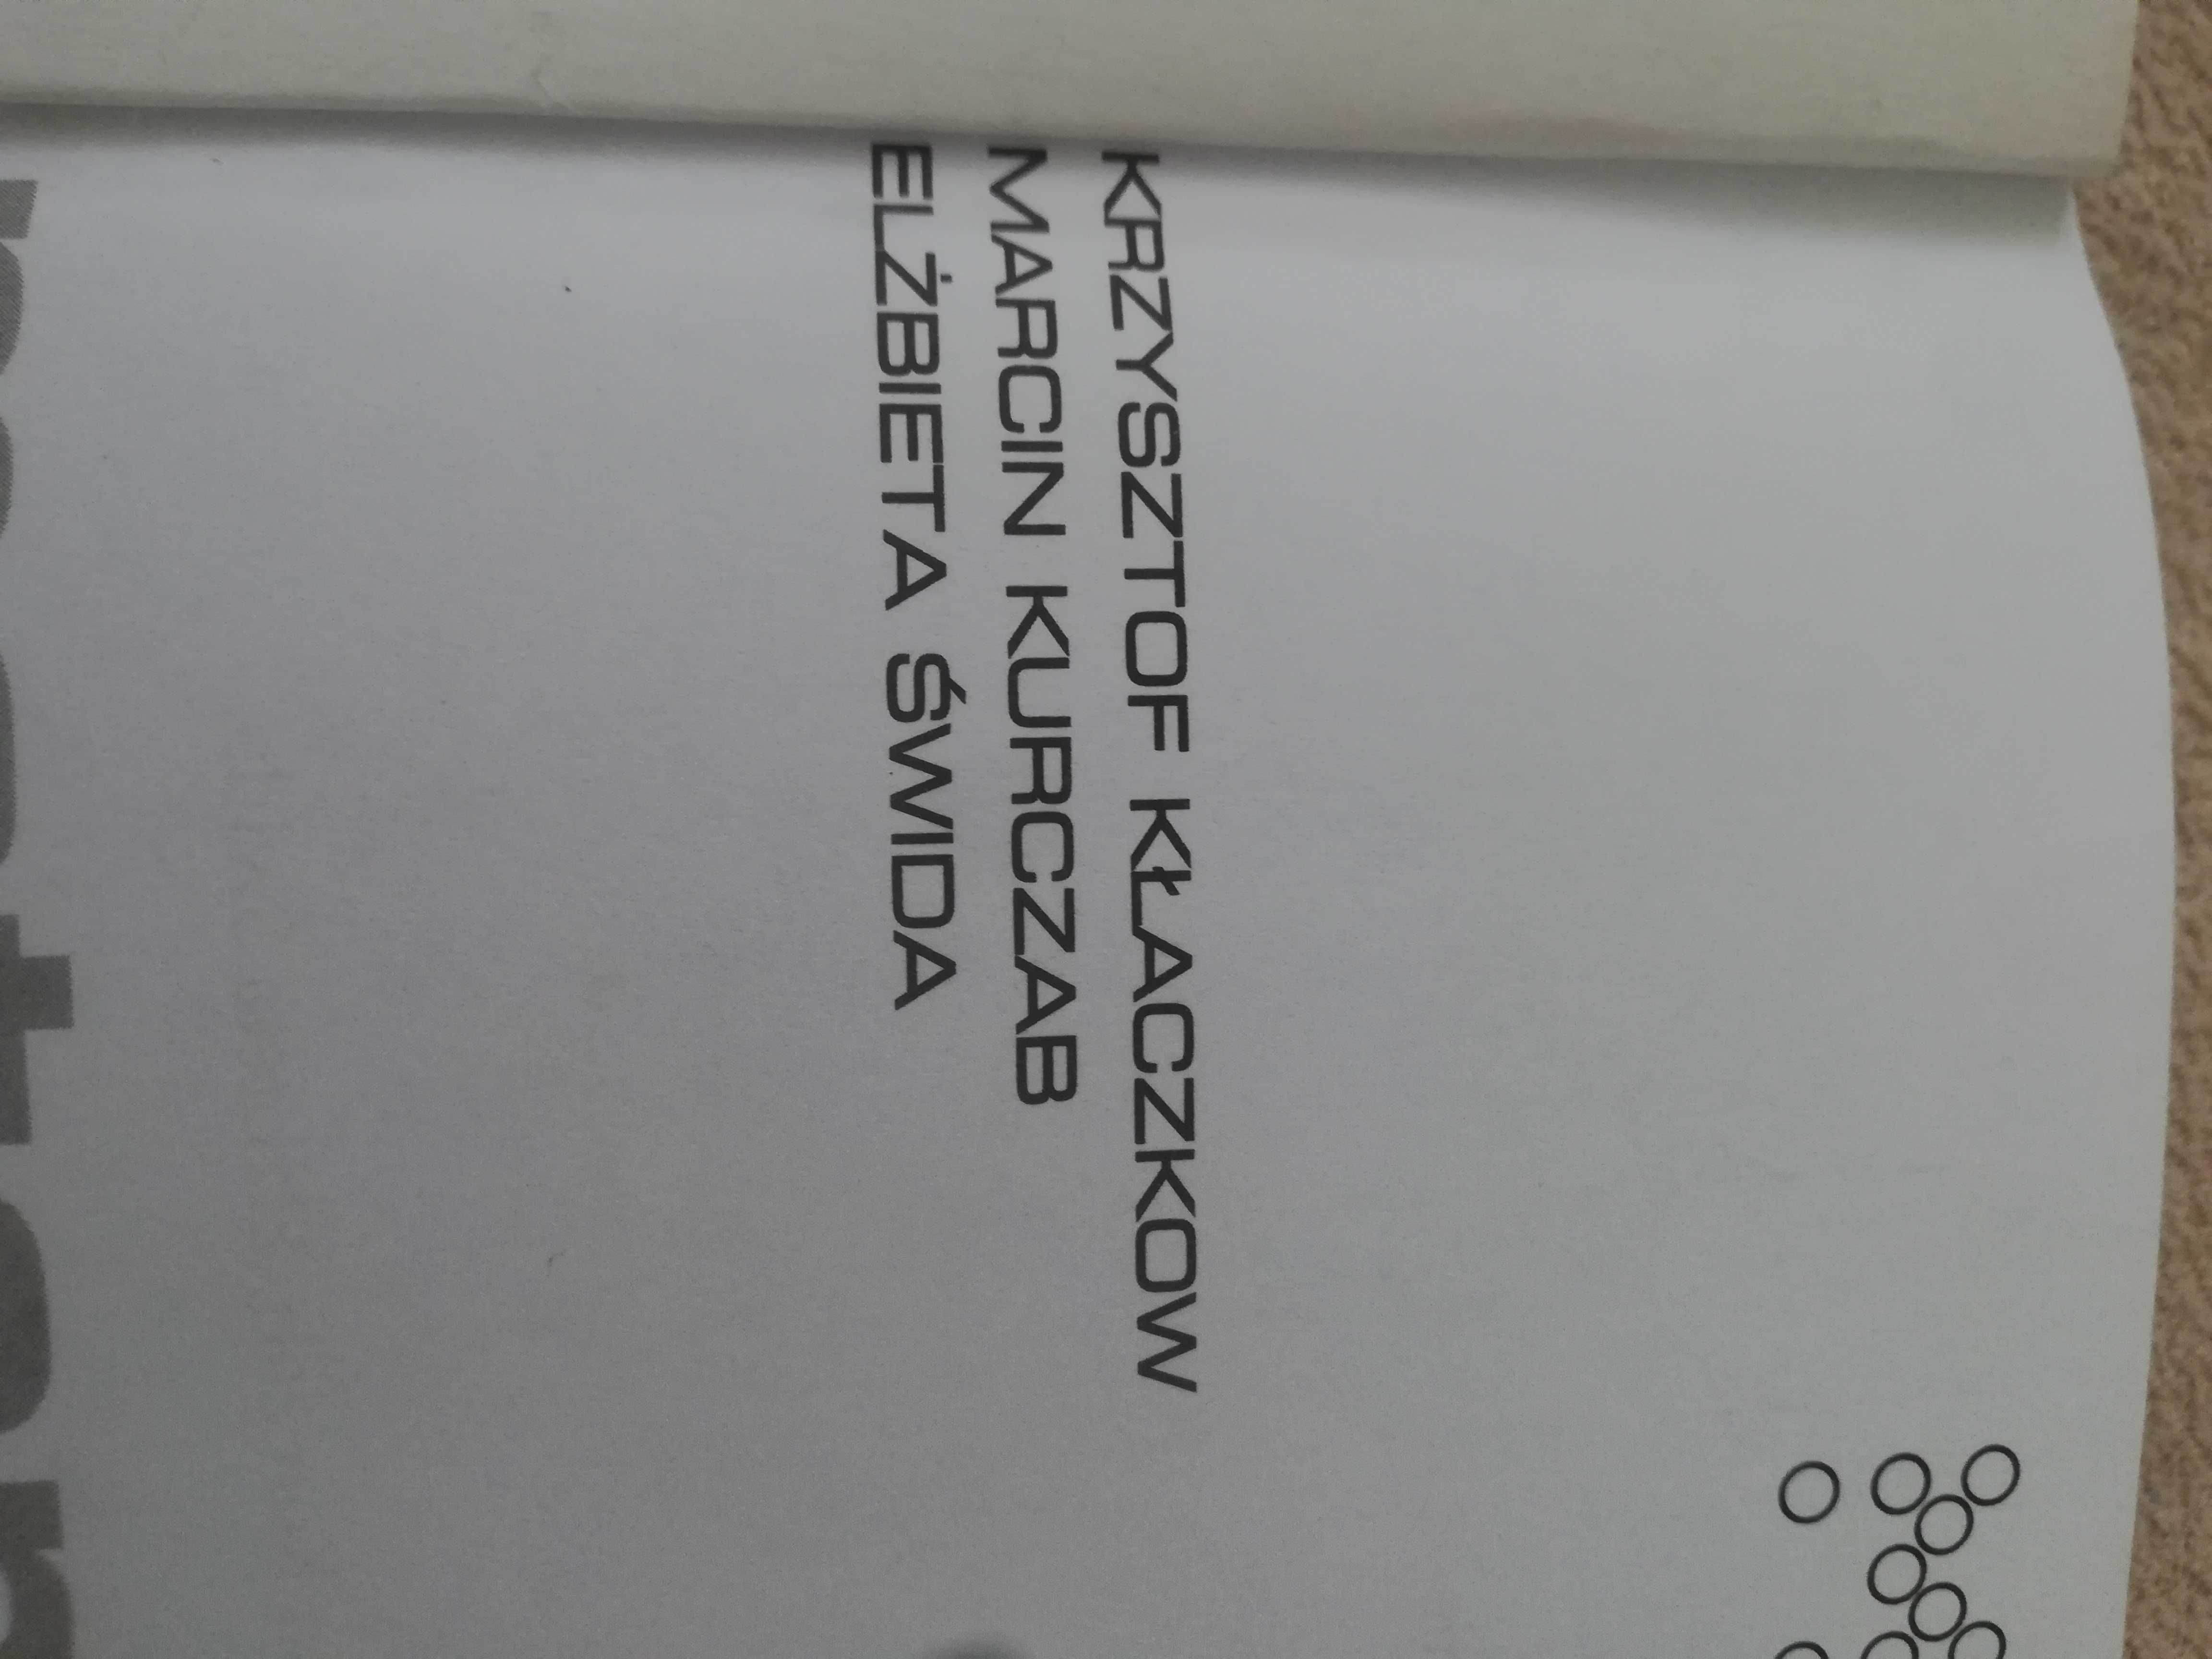 KRZYSZTOF KŁACZKOW
MARCIN KURCZAB
ELŻBIETA ŚWIDA